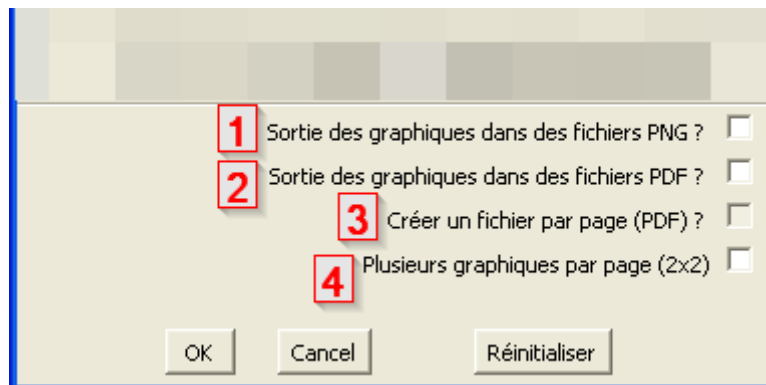 1 Sortie des graphiques dans des fichiers PNG ?
2 Sortie des graphiques dans des fichiers PDF ?
3 Créer un fichier par page (PDF) ?
4 Plusieurs graphiques par page (2x2)
OK Cancel Réinitialiser